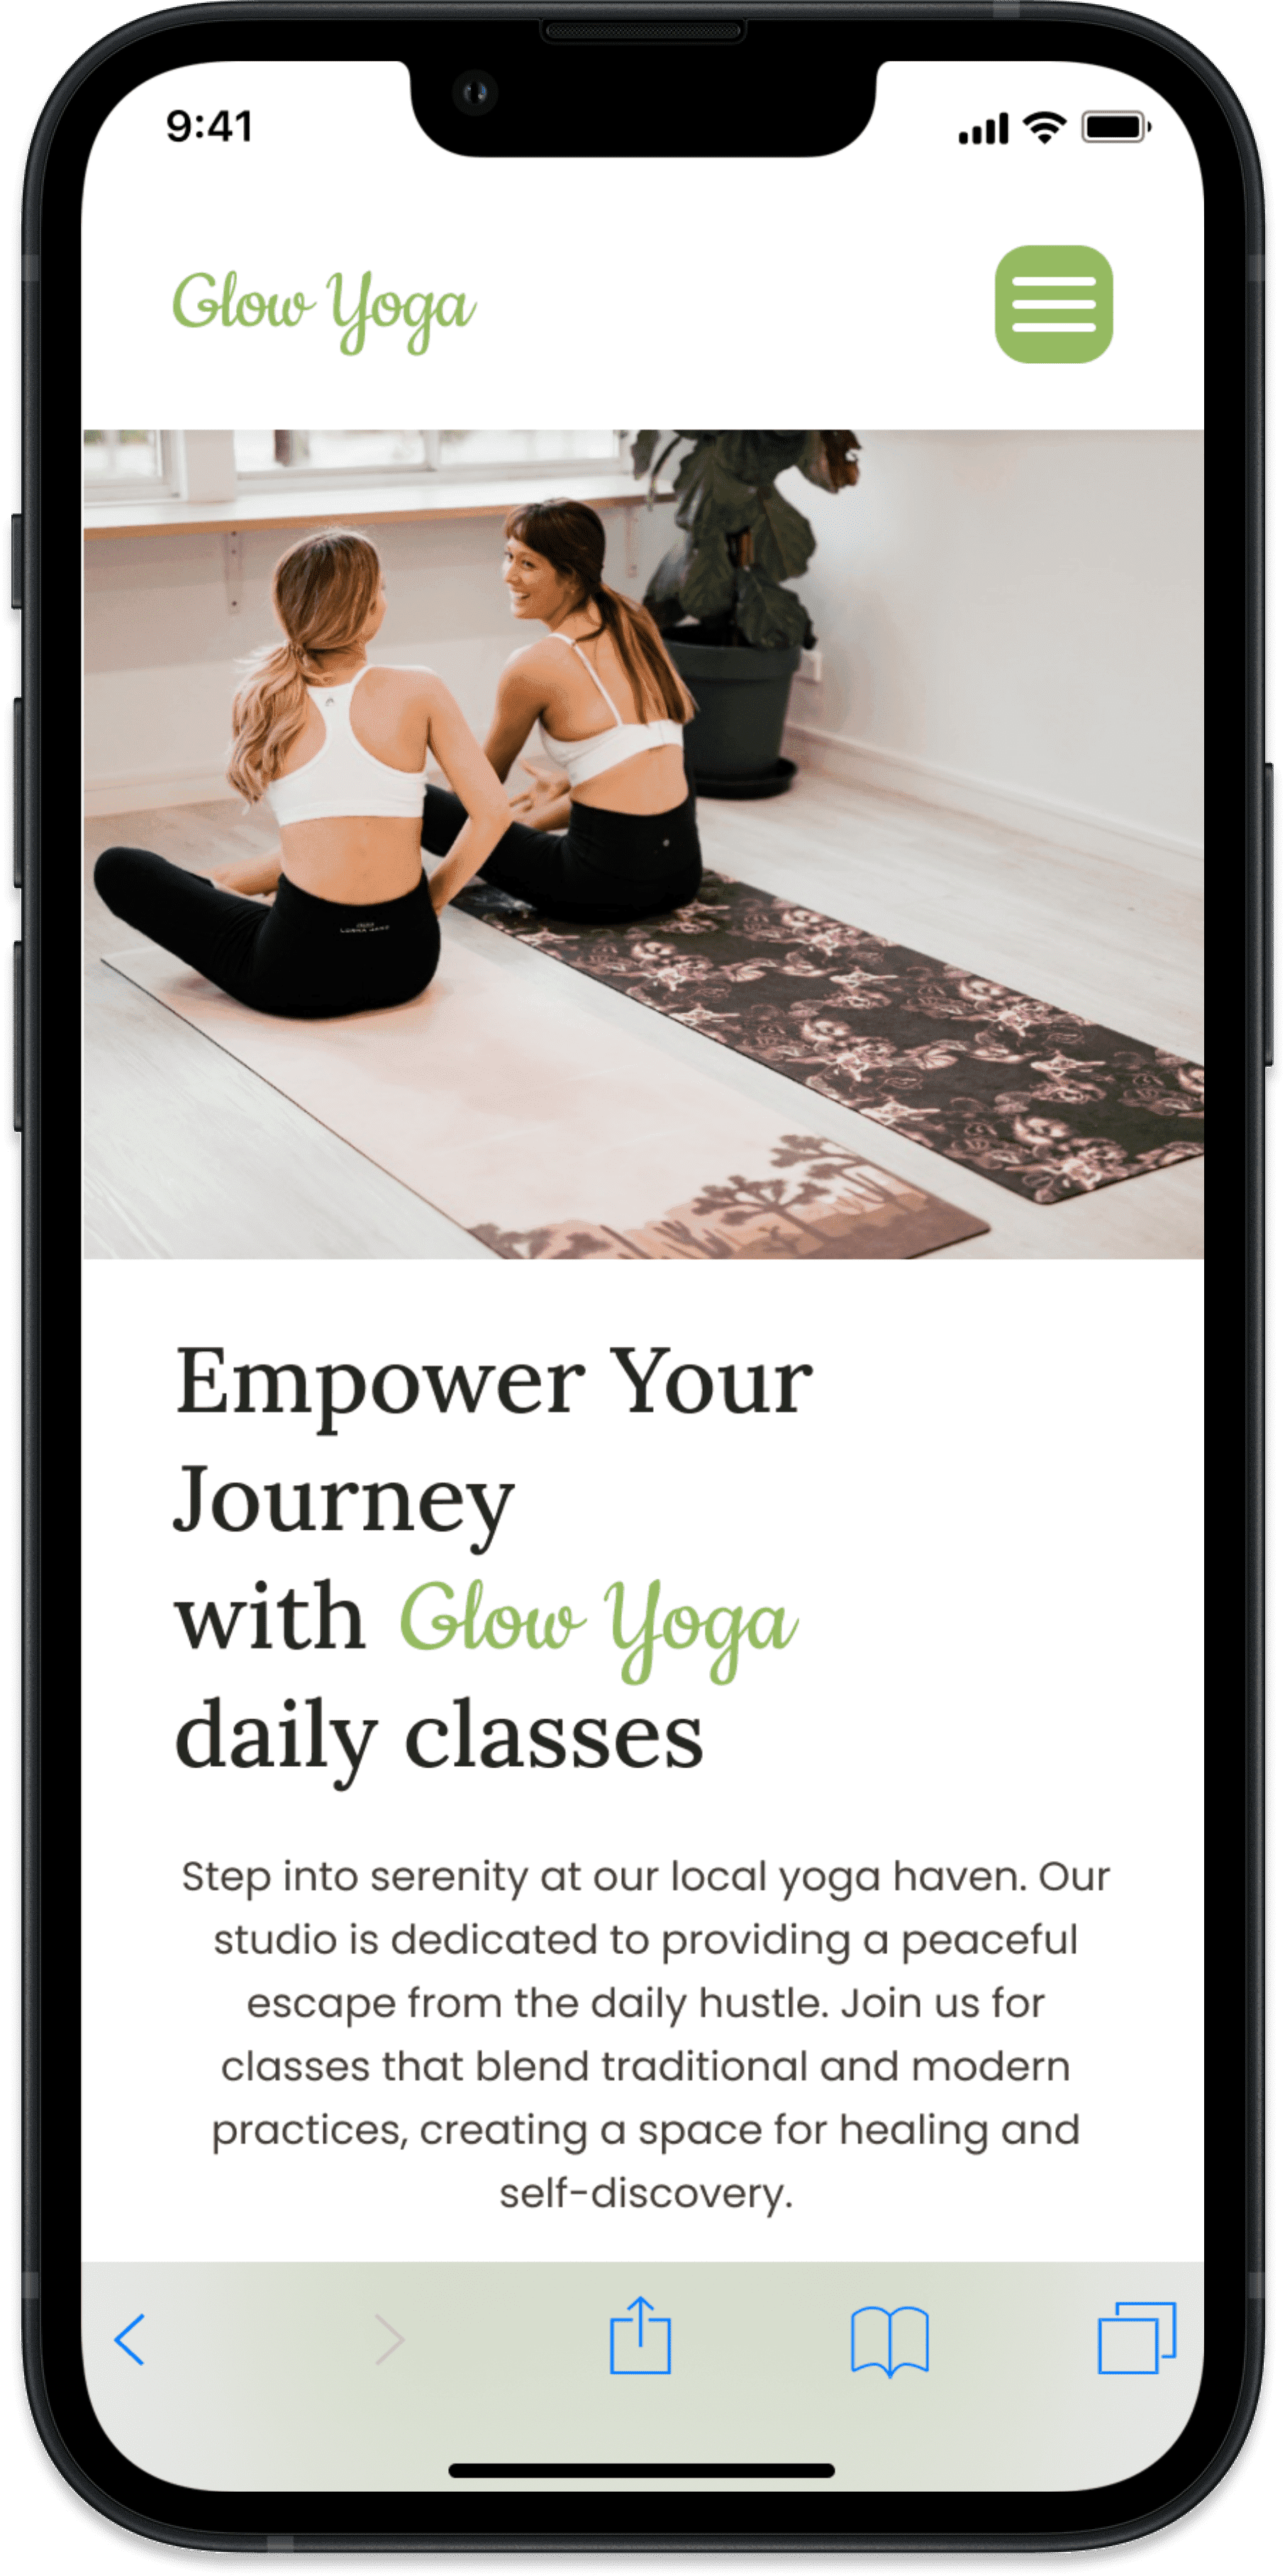 9:41
Glow Yoga
Empower Your
Journey
with Glow Yoga
daily classes
Step into serenity at our local yoga haven. Our
studio is dedicated to providing a peaceful
escape from the daily hustle. Join us for
classes that blend traditional and modern
practices, creating a space for healing and
self-discovery.